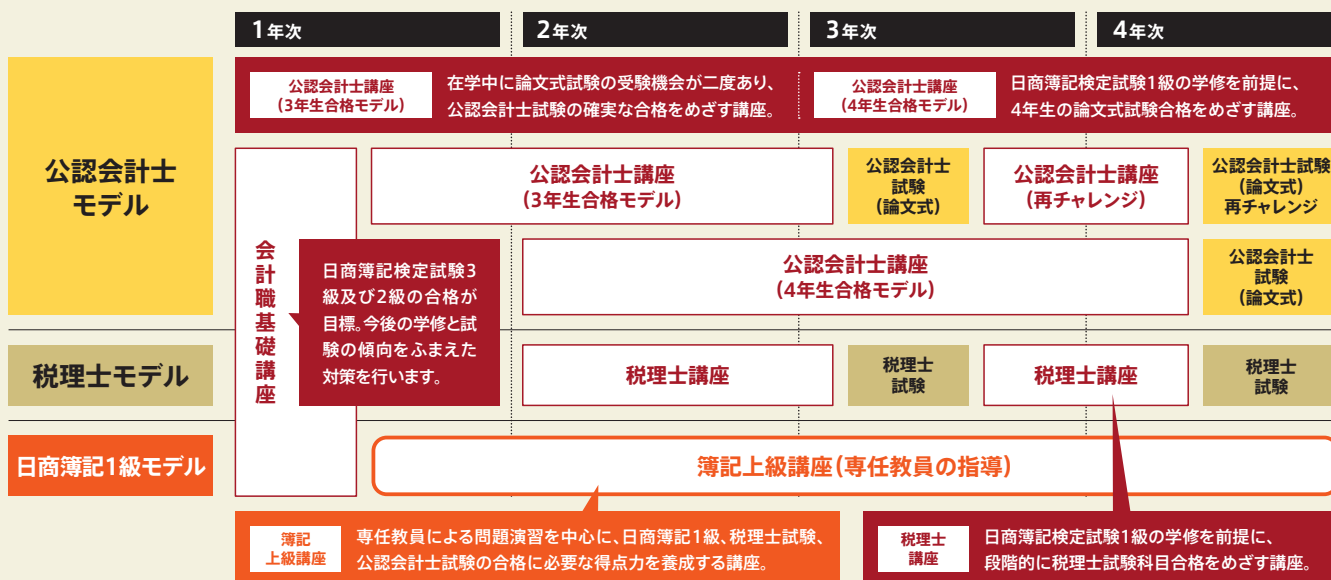 1年次
2年次
3年次
4年次
公認会計士講座
(3年生合格モデル)
在学中に論文式試験の受験機会が二度あり、
公認会計士試験の確実な合格をめざす講座。
公認会計士講座
(4年生合格モデル)
日商簿記検定試験1級の学修を前提に、
4年生の論文式試験合格をめざす講座。
公認会計士
モデル
会計職基礎講座
公認会計士講座
(3年生合格モデル)
公認会計士
試験
(論文式)
公認会計士講座
(再チャレンジ)
公認会計士試験
(論文式)
再チャレンジ
日商簿記検定試験3
級及び2級の合格が
目標。今後の学修と試
験の傾向をふまえた
対策を行います。
公認会計士講座
(4年生合格モデル)
公認会計士
試験
(論文式)
税理士モデル
税理士講座
税理士
試験
税理士講座
税理士
試験
日商簿記1級モデル
簿記上級講座(専任教員の指導)
簿記
上級講座
専任教員による問題演習を中心に、日商簿記1級、税理士試験、
公認会計士試験の合格に必要な得点力を養成する講座。
税理士
講座
日商簿記検定試験1級の学修を前提に、
段階的に税理士試験科目合格をめざす講座。